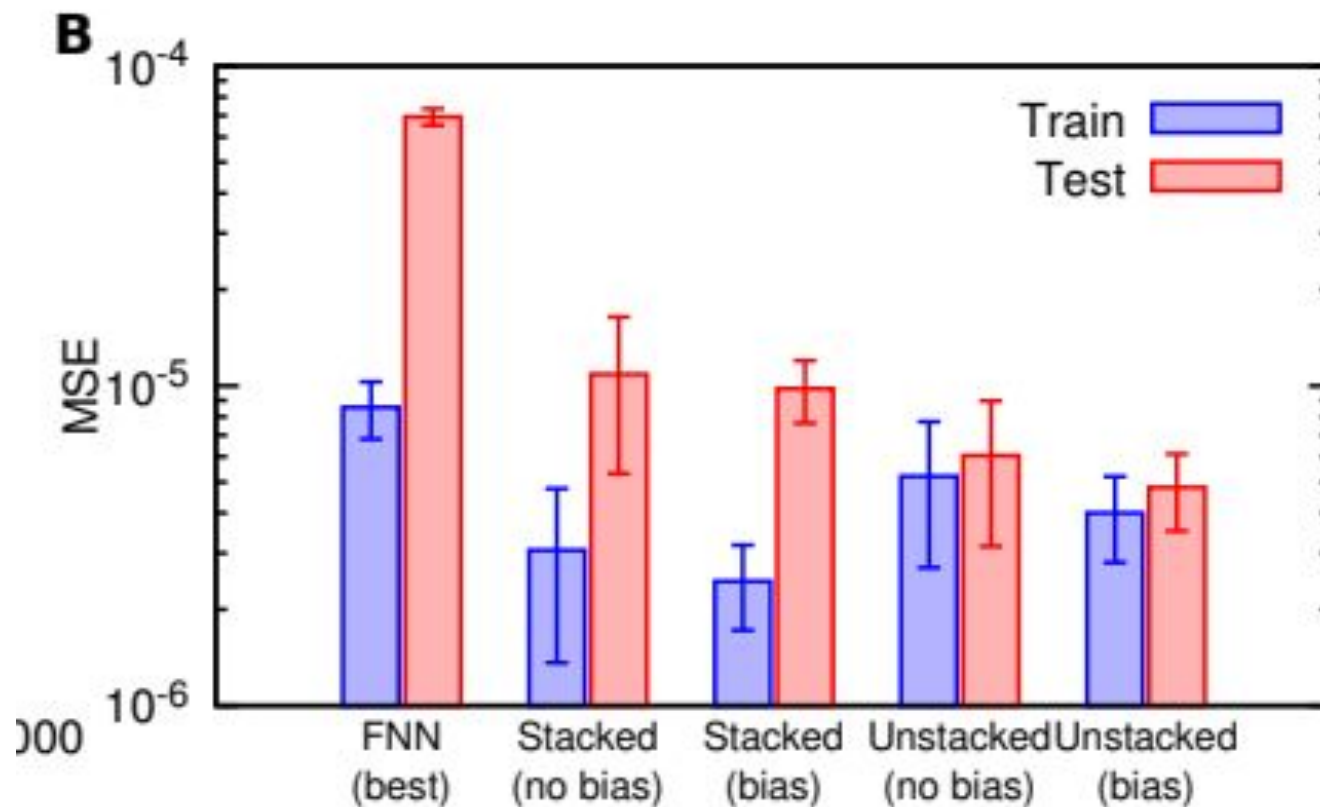 B
10^-4
Train
Test
MSE
10^-5
10^-6
000
FNN Stacked Stacked Unstacked Unstacked
(best) (no bias) (bias) (no bias) (bias)